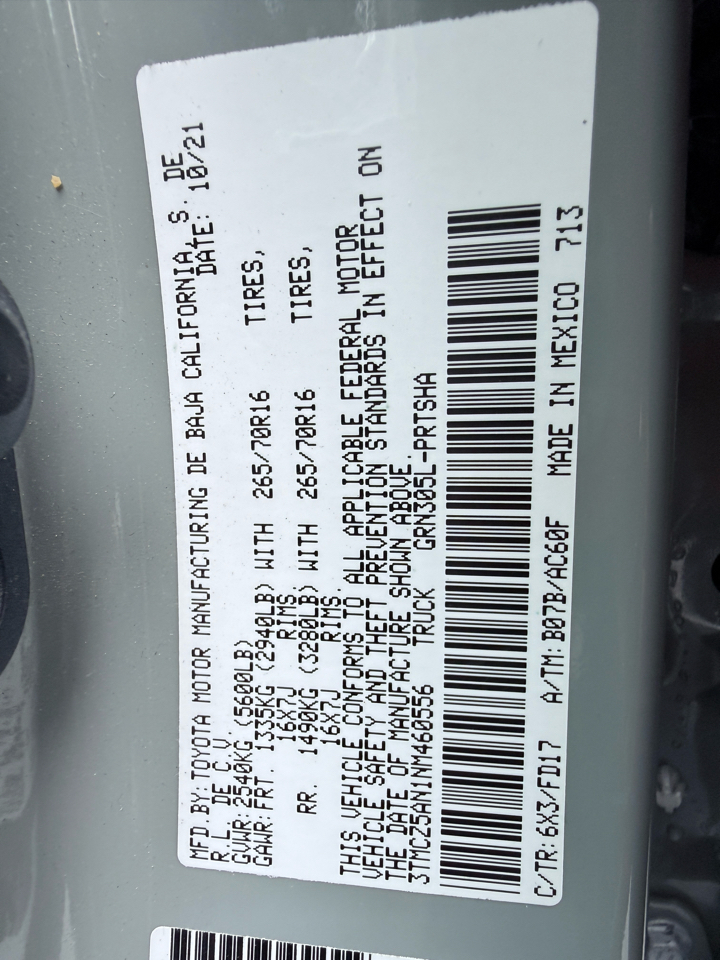 MFD. BY: TOYOTA MOTOR MANUFACTURING DE BAJA CALIFORNIA, S. DE
R. L. DE C.V. DATE: 10/21
GVWR: 2540KG (5600LB)
GAWR: FRT. 1335KG (2940LB) WITH 265/70R16 TIRES,
16X7J RIMS
RR. 1490KG (3280LB) WITH 265/70R16 TIRES,
16X7J RIMS.
THIS VEHICLE CONFORMS TO ALL APPLICABLE FEDERAL MOTOR
VEHICLE SAFETY AND THEFT PREVENTION STANDARDS IN EFFECT ON
THE DATE OF MANUFACTURE SHOWN ABOVE.
3TMCZ5AN1NM460556 TRUCK GRN305L-PRTSHA
C/TR: 6X3/FD17 A/TM: B07B/AC60F MADE IN MEXICO 713